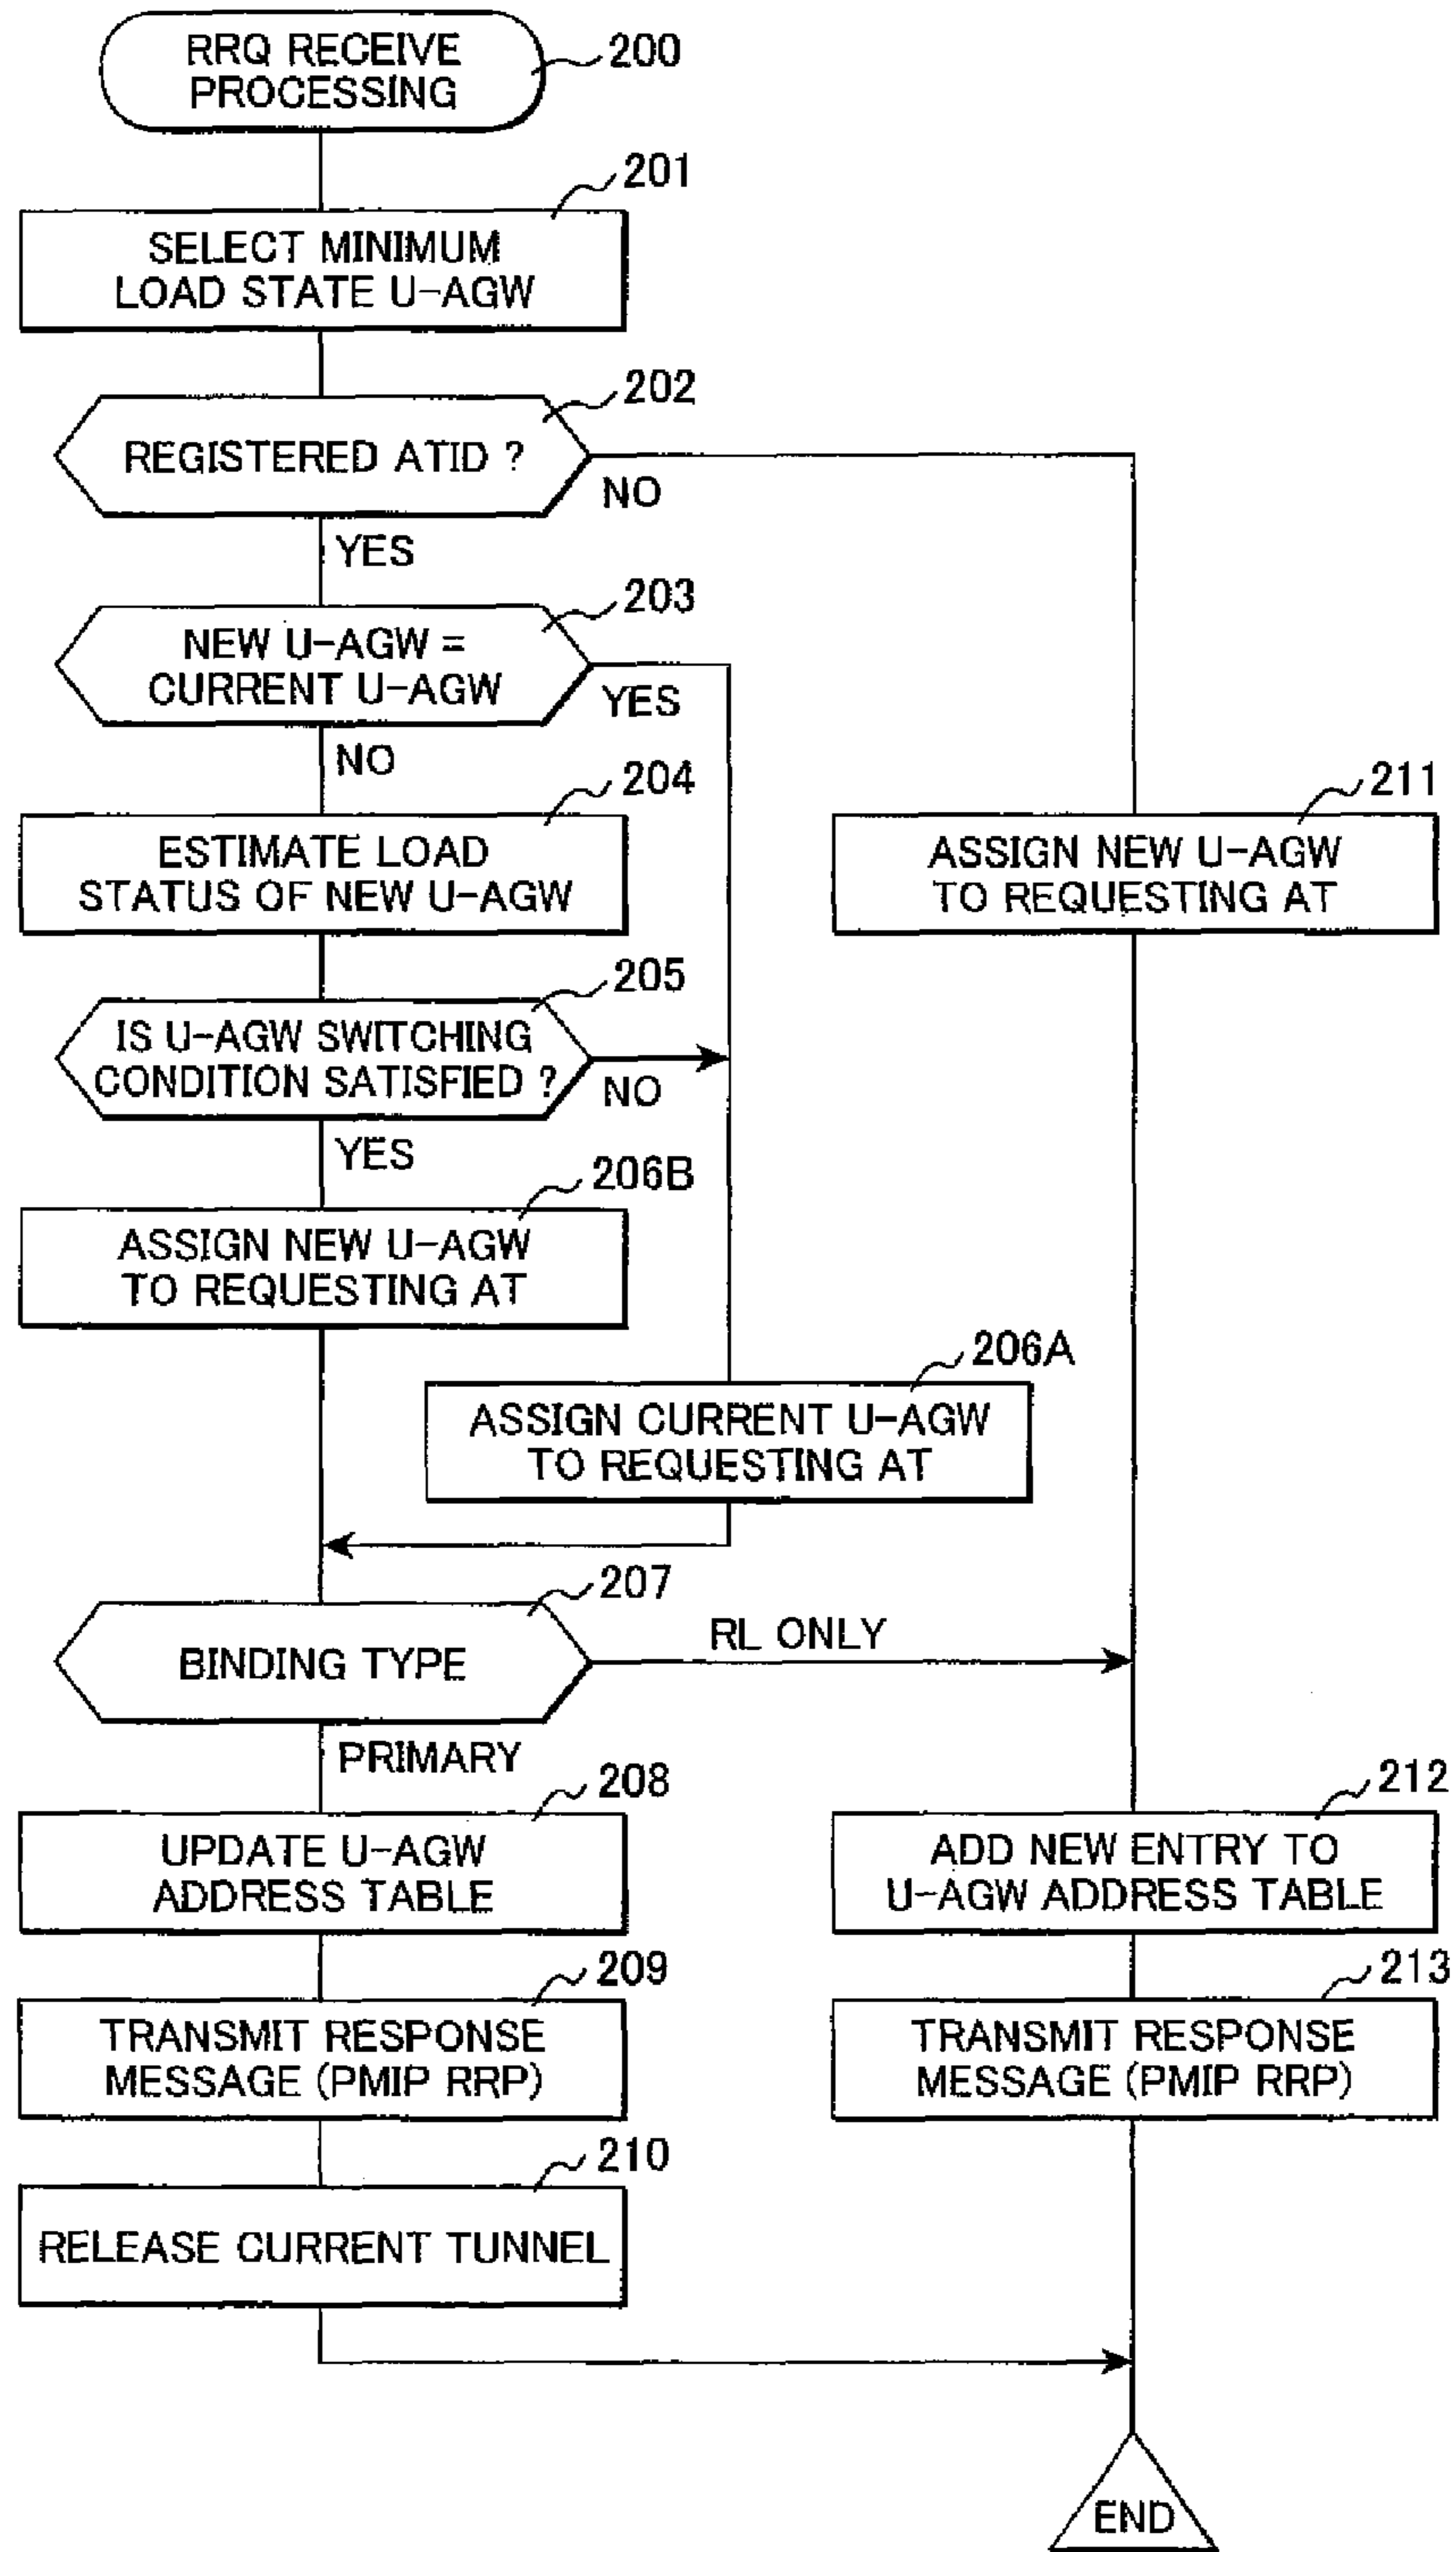 RRQ RECEIVE
PROCESSING
200
201
SELECT MINIMUM
LOAD STATE U-AGW
202
REGISTERED ATID ?
NO
YES
203
NEW U-AGW =
CURRENT U-AGW
YES
NO
204
ESTIMATE LOAD
STATUS OF NEW U-AGW
211
ASSIGN NEW U-AGW
TO REQUESTING AT
205
IS U-AGW SWITCHING
CONDITION SATISFIED ?
NO
YES
206B
ASSIGN NEW U-AGW
TO REQUESTING AT
206A
ASSIGN CURRENT U-AGW
TO REQUESTING AT
207
BINDING TYPE
RL ONLY
PRIMARY
208
UPDATE U-AGW
ADDRESS TABLE
212
ADD NEW ENTRY TO
U-AGW ADDRESS TABLE
209
TRANSMIT RESPONSE
MESSAGE (PMIP RRP)
213
TRANSMIT RESPONSE
MESSAGE (PMIP RRP)
210
RELEASE CURRENT TUNNEL
END